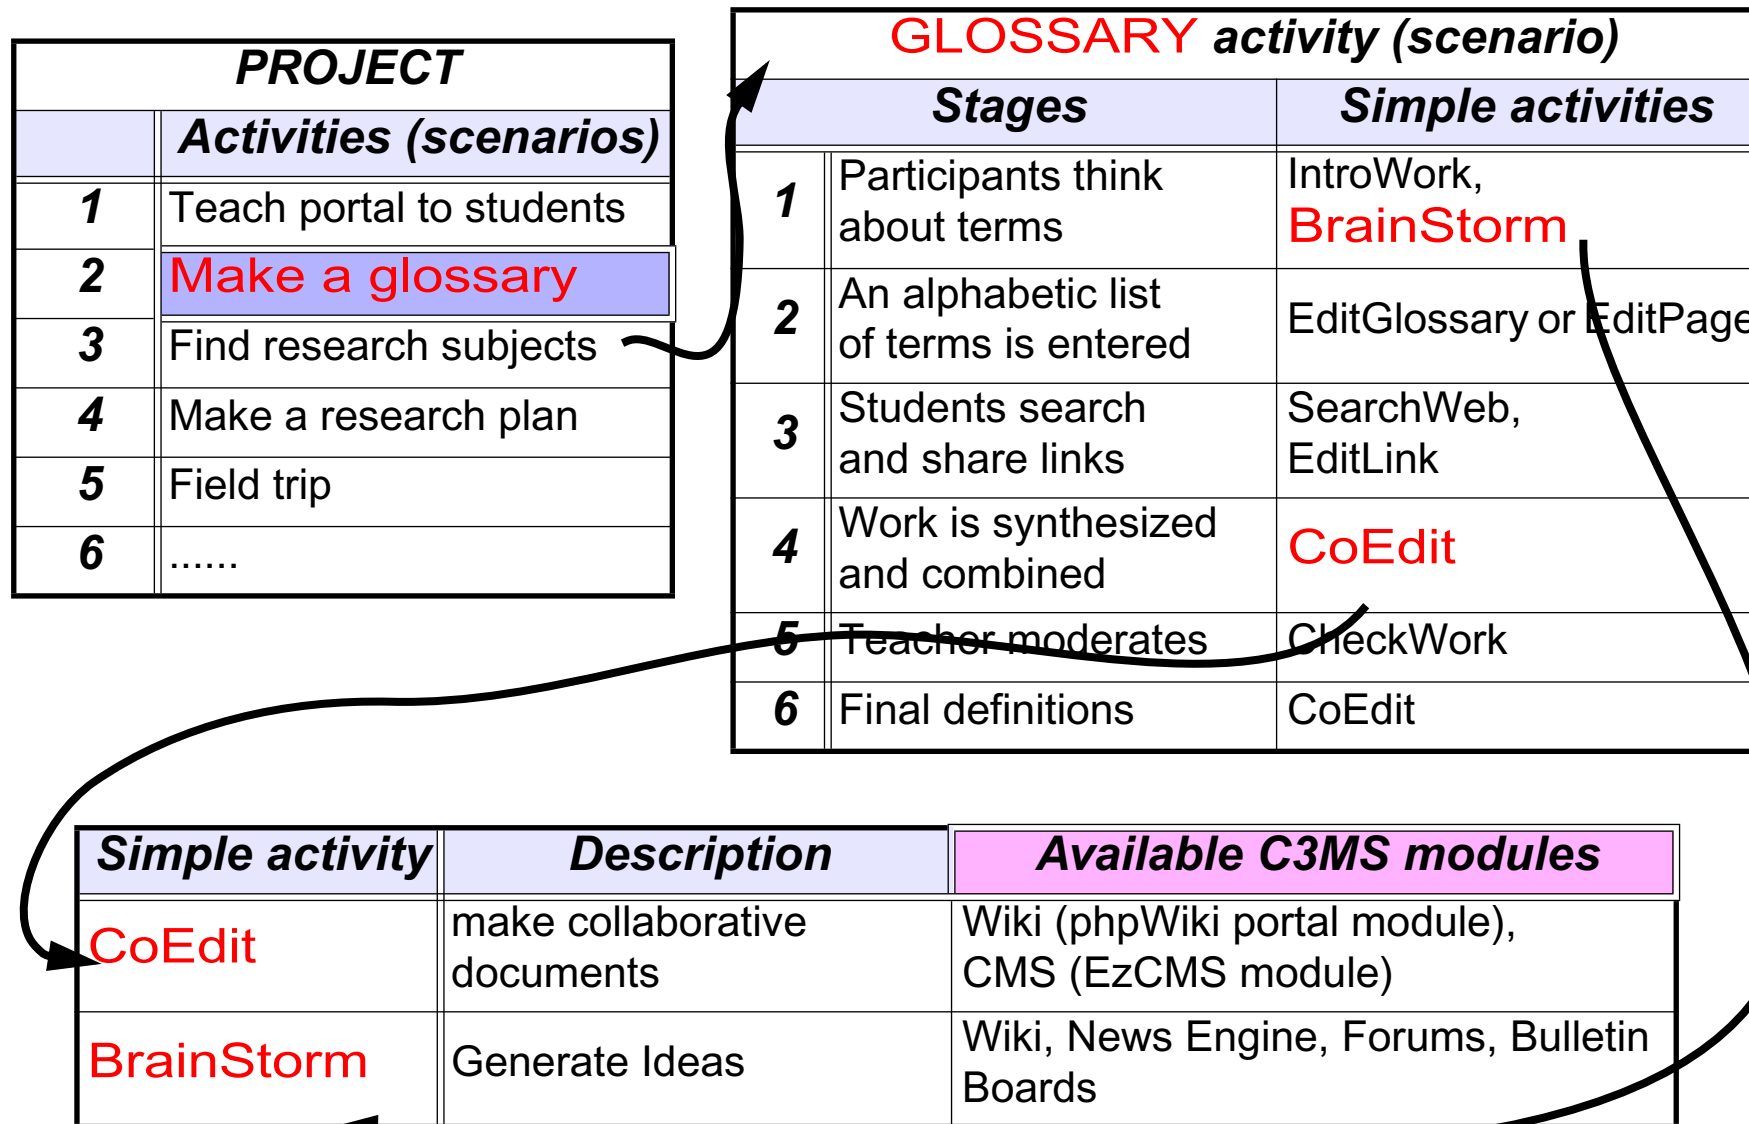 PROJECT
Activities (scenarios)
1 Teach portal to students
2 Make a glossary
3 Find research subjects
4 Make a research plan
5 Field trip
6 ......
GLOSSARY activity (scenario)
Stages Simple activities
1 Participants think about terms IntroWork, BrainStorm
2 An alphabetic list of terms is entered EditGlossary or EditPage
3 Students search and share links SearchWeb, EditLink
4 Work is synthesized and combined CoEdit
5 Teacher moderates CheckWork
6 Final definitions CoEdit
Simple activity Description Available C3MS modules
CoEdit make collaborative documents Wiki (phpWiki portal module), CMS (EzCMS module)
BrainStorm Generate Ideas Wiki, News Engine, Forums, Bulletin Boards